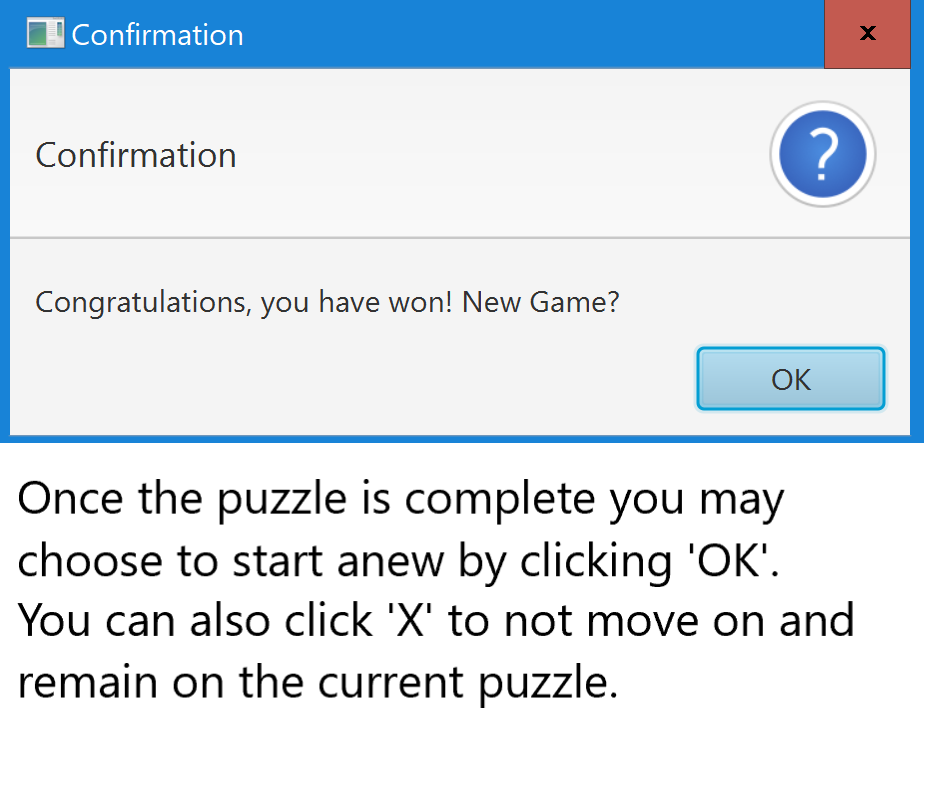 Confirmation
x
Confirmation
?
Congratulations, you have won! New Game?
OK
Once the puzzle is complete you may
choose to start anew by clicking 'OK'.
You can also click 'X' to not move on and
remain on the current puzzle.